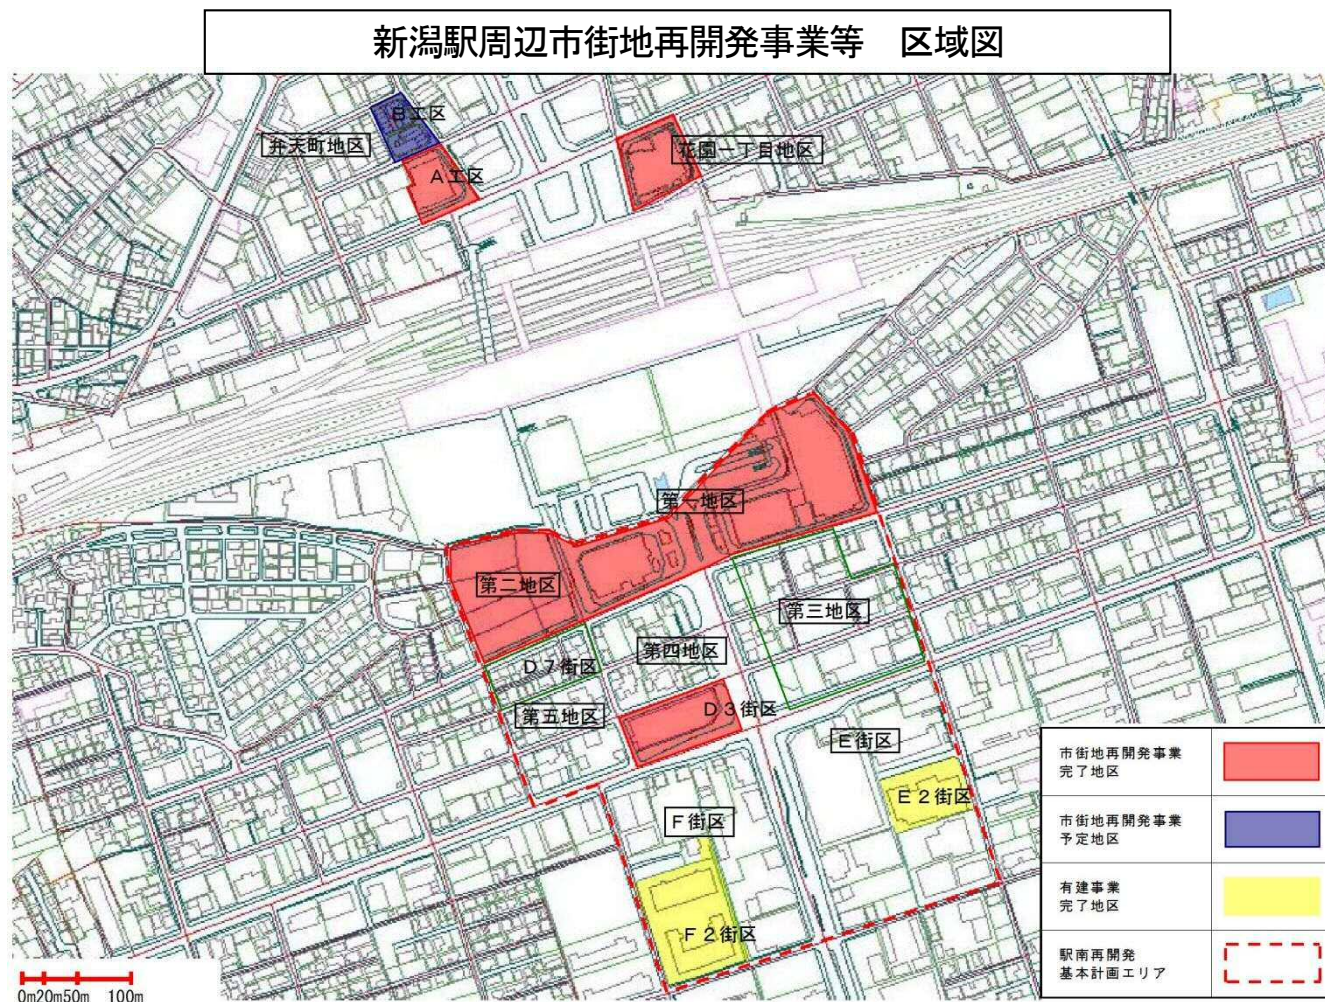 新潟駅周辺市街地再開発事業等　区域図
B工区
弁天町地区
花園一丁目地区
A工区
第一地区
第二地区
第三地区
第四地区
D7街区
D3街区
第五地区
E街区
E2街区
F街区
F2街区
市街地再開発事業
完了地区
市街地再開発事業
予定地区
有建事業
完了地区
駅南再開発
基本計画エリア
0m20m50m 100m